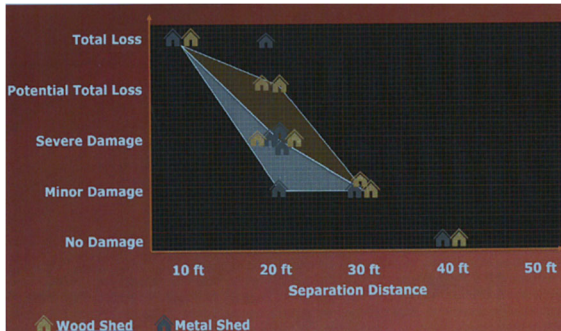 Total Loss
Potential Total Loss
Severe Damage
Minor Damage
No Damage
10 ft 20 ft 30 ft 40 ft 50 ft
Separation Distance
Wood Shed Metal Shed